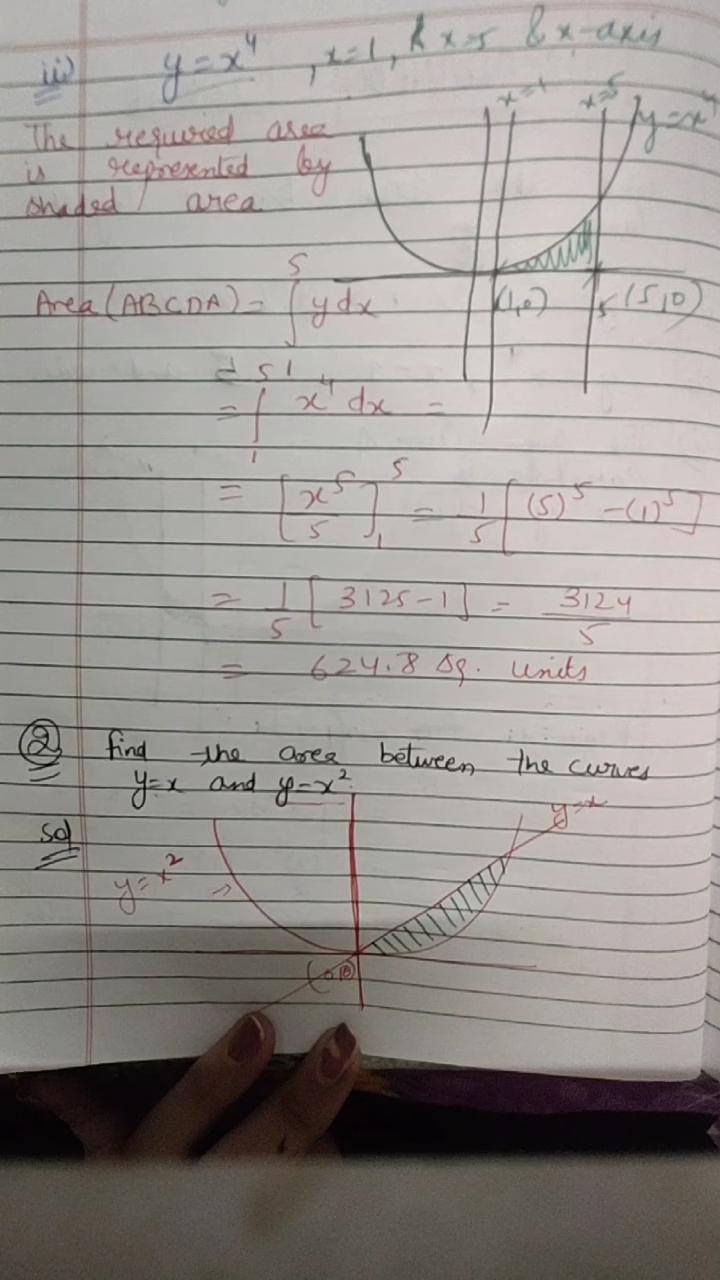 iii) y = x⁴, x=1, & x=5 & x-axis
x=1 x=5 y=x⁴
The required area
is represented by
shaded area
Area (ABCDA) = ∫₁⁵ y dx
(1,0) 5 (5,0)
= ∫₁⁵ x⁴ dx =
= [x⁵/5]₁⁵ = 1/5 [(5)⁵ - (1)⁵]
= 1/5 [3125-1] = 3124/5
= 624.8 sq. units
② find the area between the curves
y=x and y=x²
Sol
y=x
y=x²
(0,0)